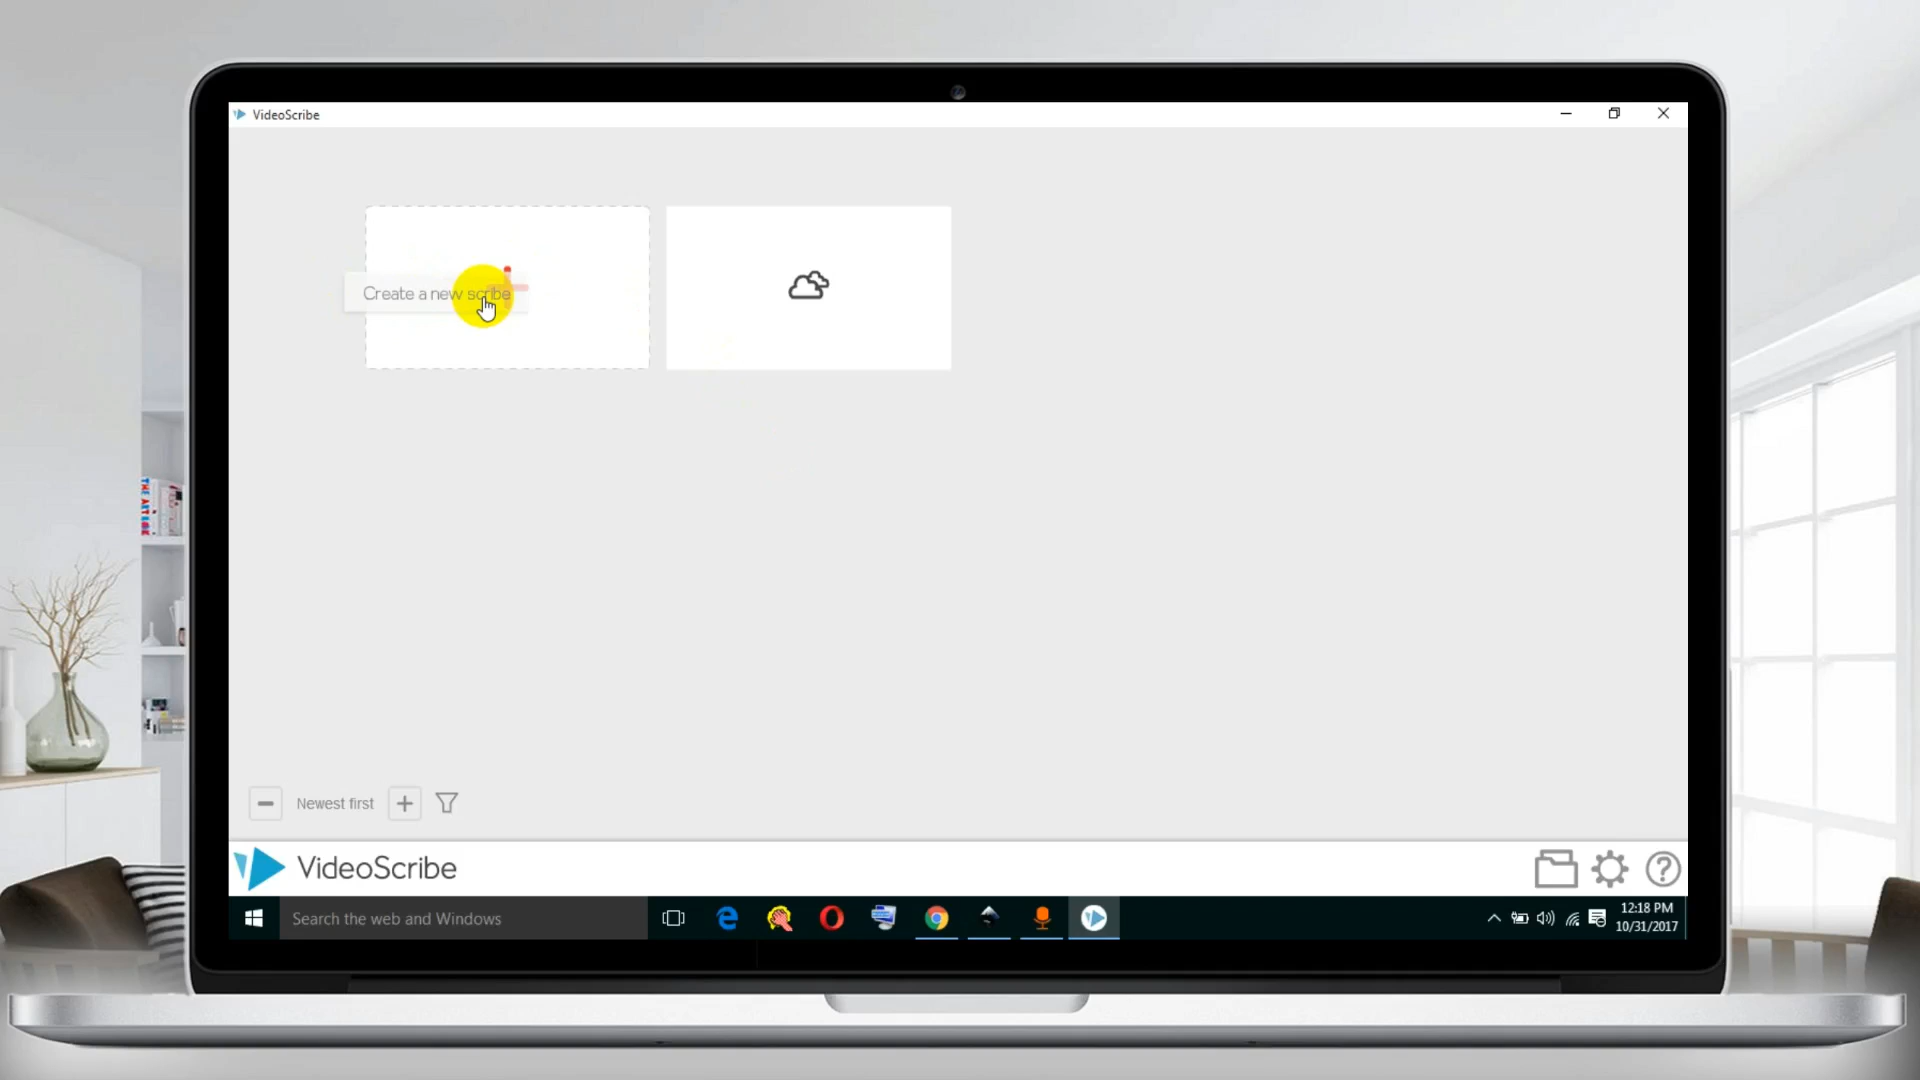 VideoScribe
Create a new scribe
Newest first
VideoScribe
Search the web and Windows
12:18 PM
10/31/2017